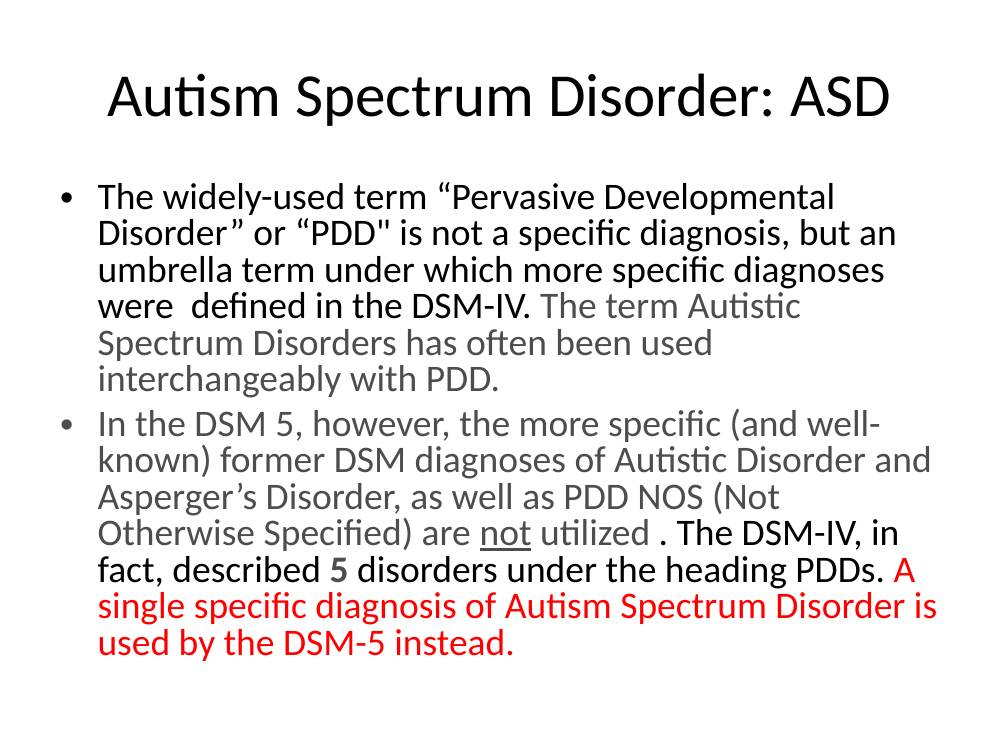 Autism Spectrum Disorder: ASD
• The widely-used term “Pervasive Developmental
Disorder” or “PDD" is not a specific diagnosis, but an
umbrella term under which more specific diagnoses
were  defined in the DSM-IV. The term Autistic
Spectrum Disorders has often been used
interchangeably with PDD.
• In the DSM 5, however, the more specific (and well-
known) former DSM diagnoses of Autistic Disorder and
Asperger’s Disorder, as well as PDD NOS (Not
Otherwise Specified) are not utilized . The DSM-IV, in
fact, described 5 disorders under the heading PDDs. A
single specific diagnosis of Autism Spectrum Disorder is
used by the DSM-5 instead.